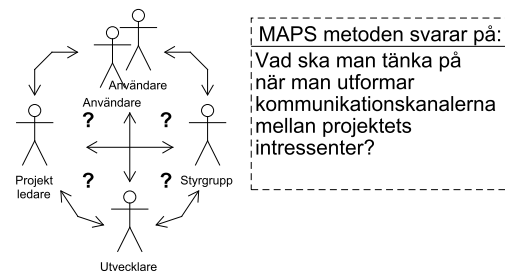 Användare
Användare
?
?
Projekt
ledare
?
?
Styrgrupp
Utvecklare
MAPS metoden svarar på:
Vad ska man tänka på
när man utformar
kommunikationskanalerna
mellan projektets
intressenter?